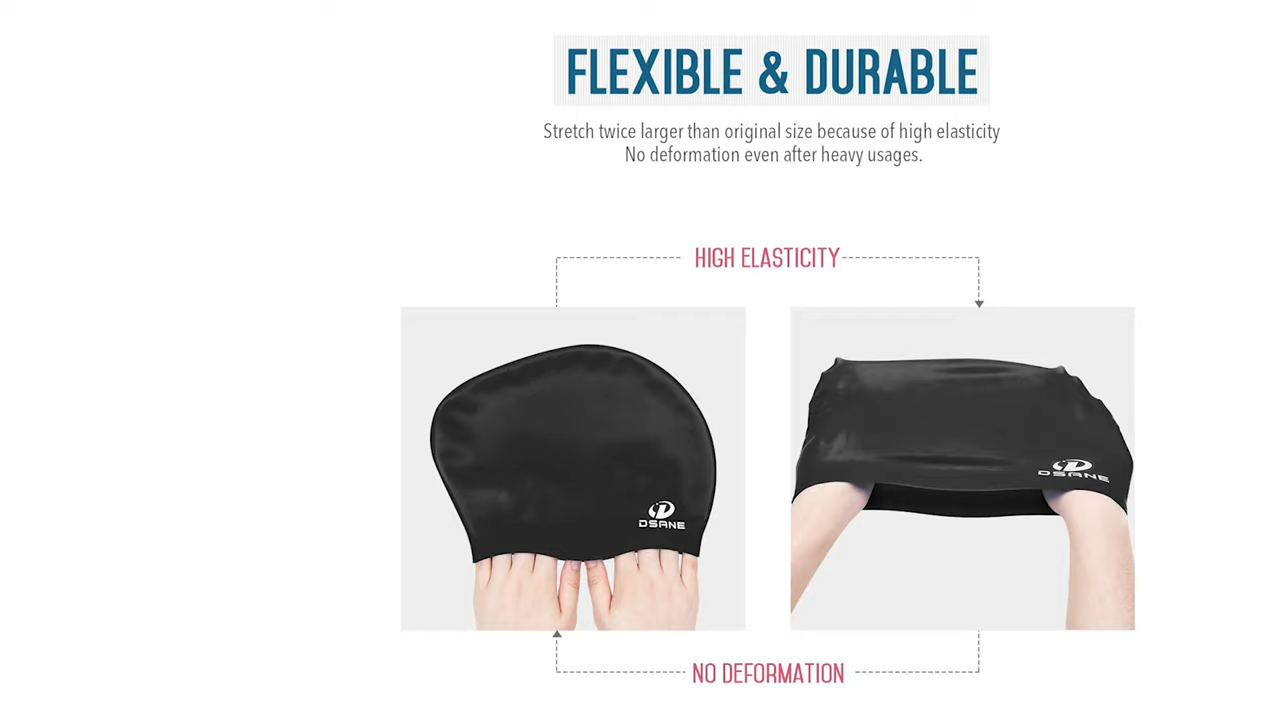 FLEXIBLE & DURABLE
Stretch twice larger than original size because of high elasticity
No deformation even after heavy usages.
HIGH ELASTICITY
DSANE
DSANE
NO DEFORMATION